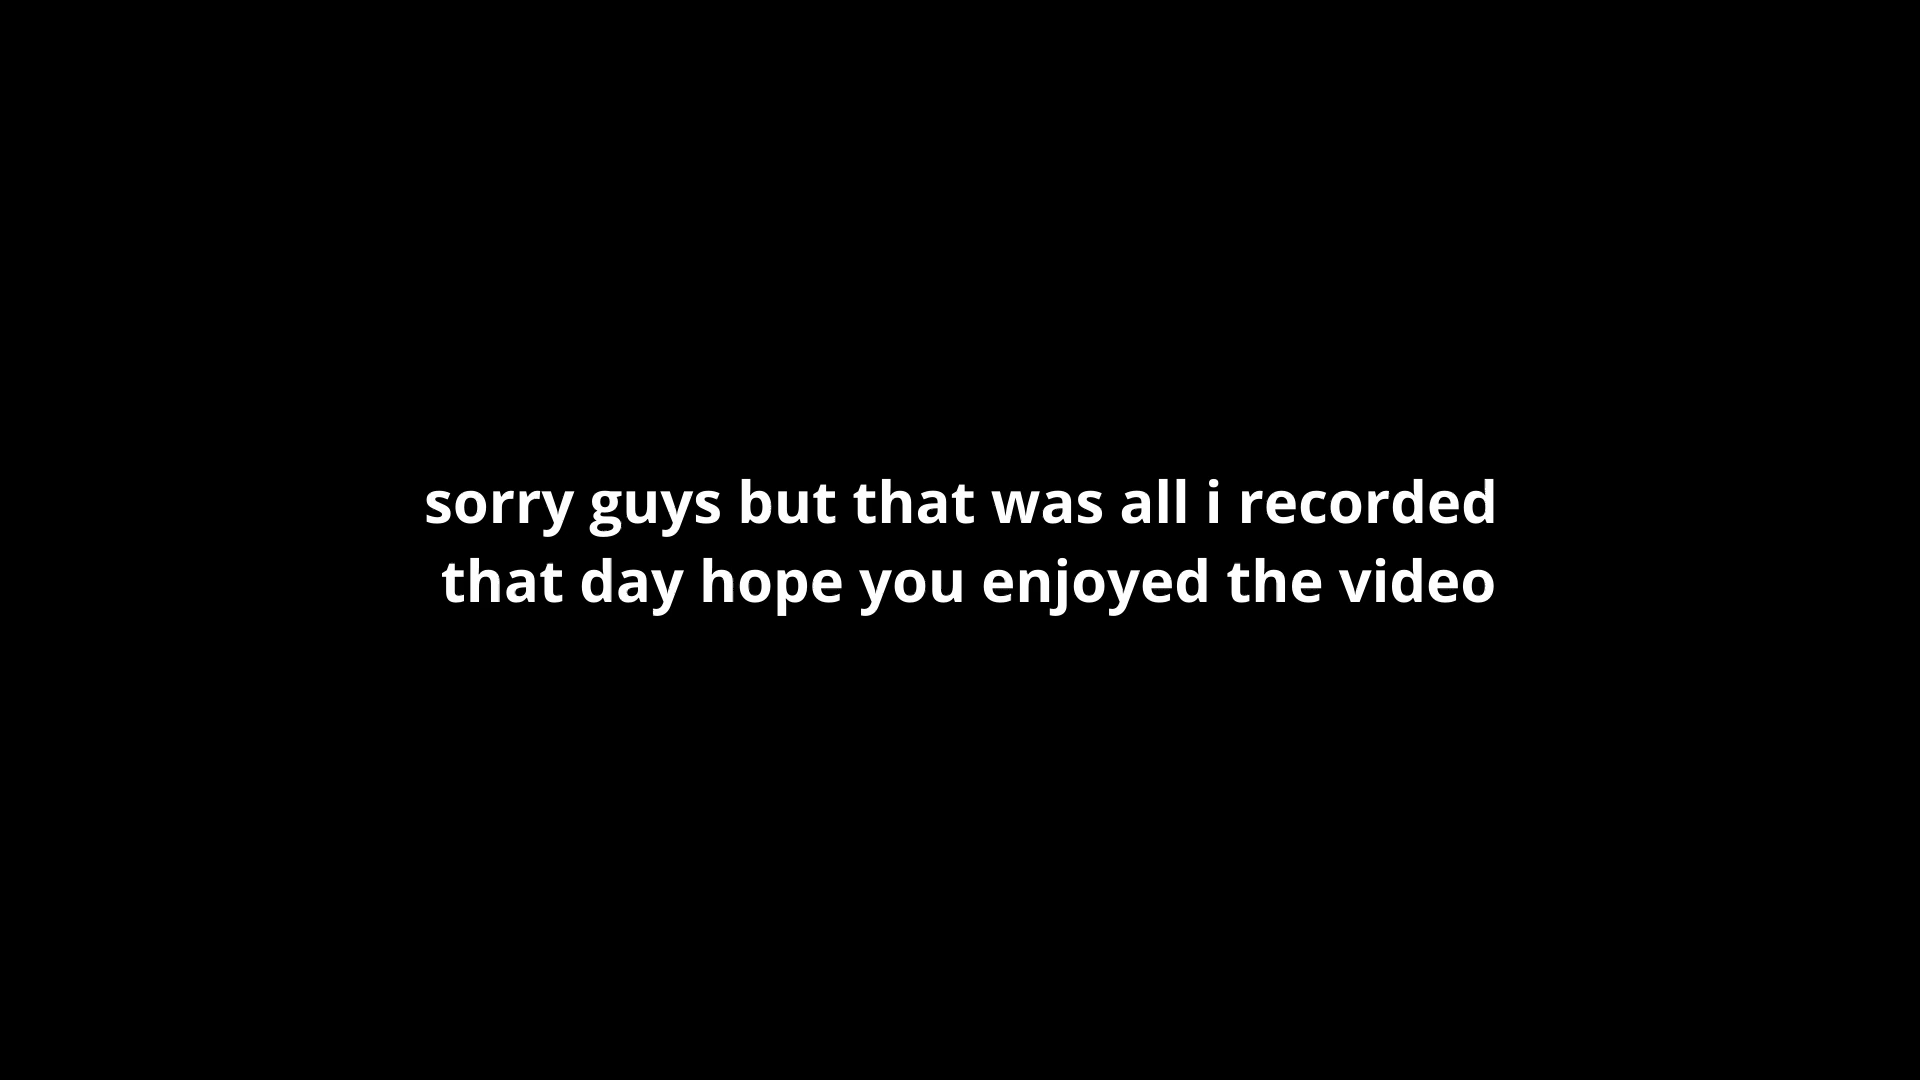 sorry guys but that was all i recorded
that day hope you enjoyed the video